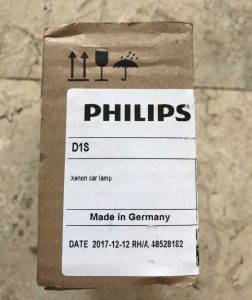 PHILIPS
D1S
Xenon car lamp
Made in Germany
DATE 2017-12-12 RH/A, 48528182